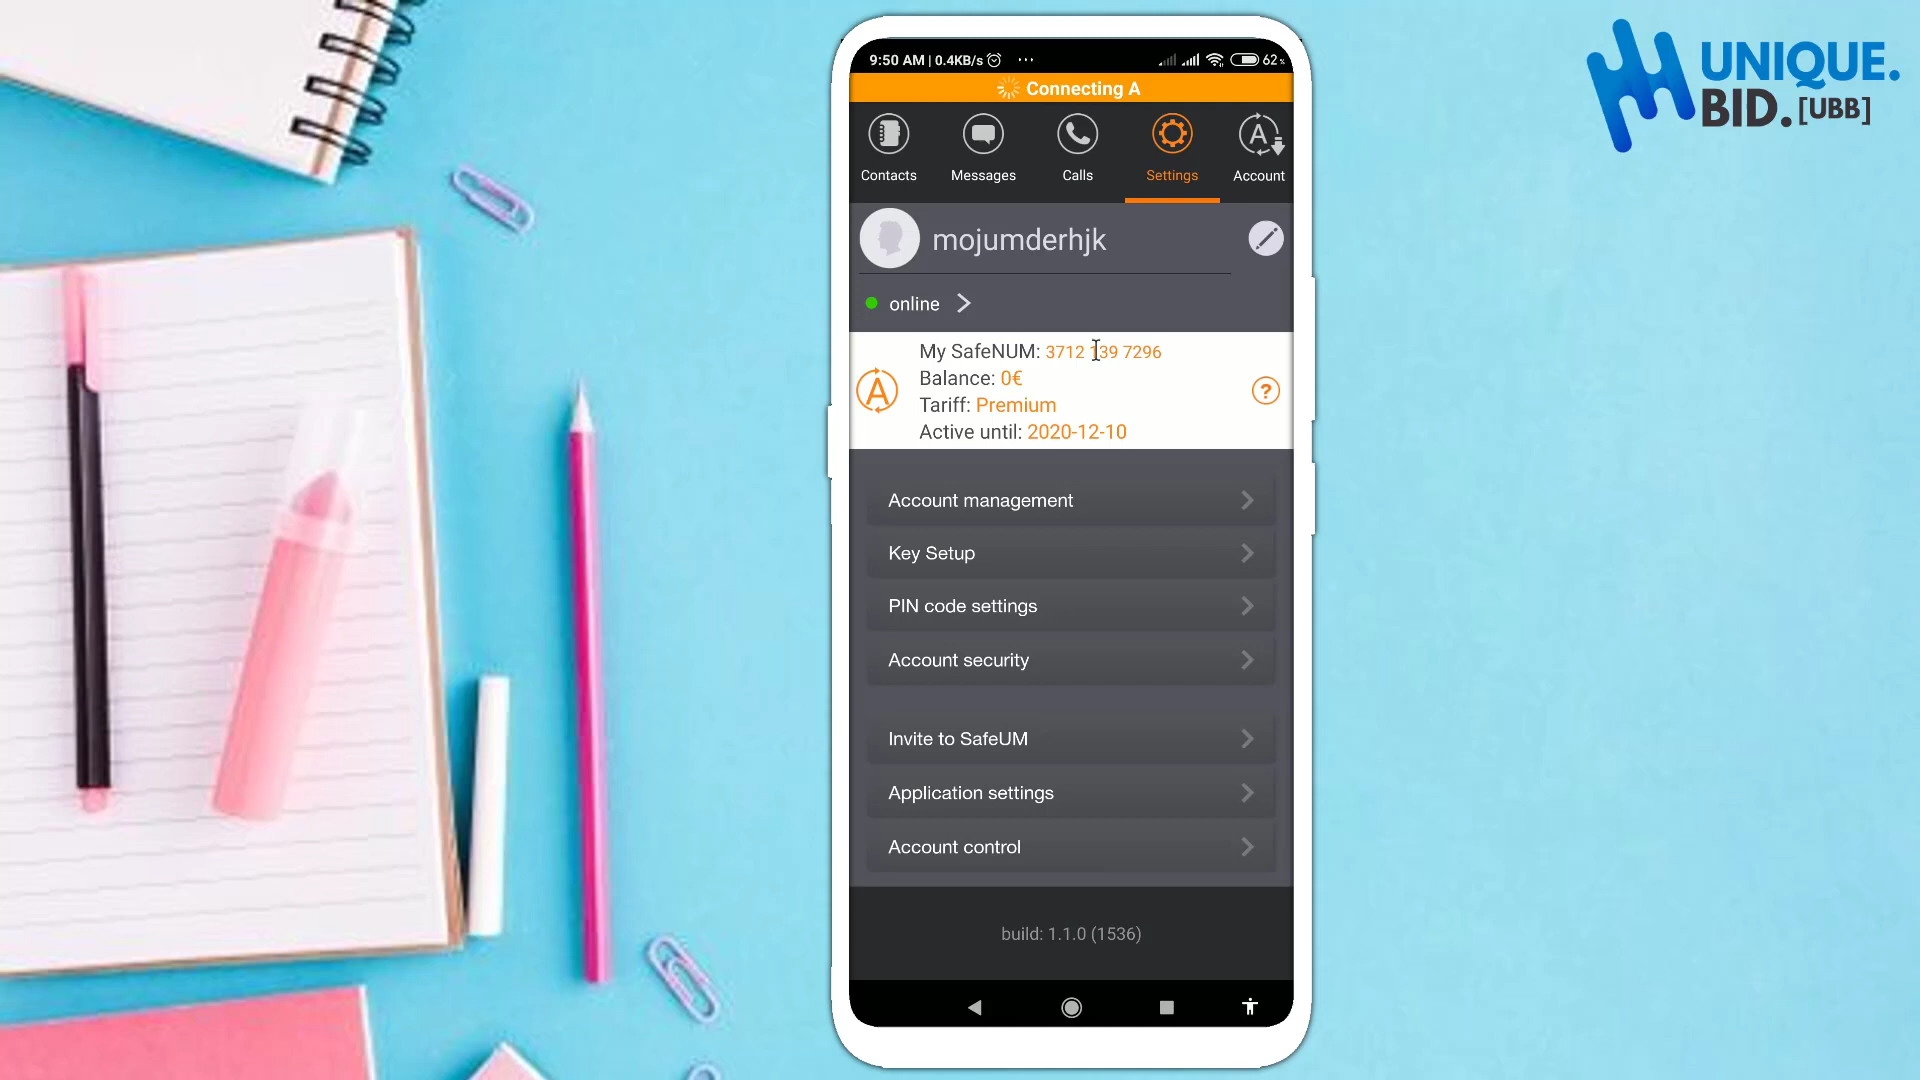 9:50 AM | 0.4KB/s ...
62%
Connecting A
Contacts
Messages
Calls
Settings
Account
mojumderhjk
online
My SafeNUM: 3712 139 7296
Balance: 0€
Tariff: Premium
Active until: 2020-12-10
?
Account management
Key Setup
PIN code settings
Account security
Invite to SafeUM
Application settings
Account control
build: 1.1.0 (1536)
UNIQUE.
BID. [UBB]